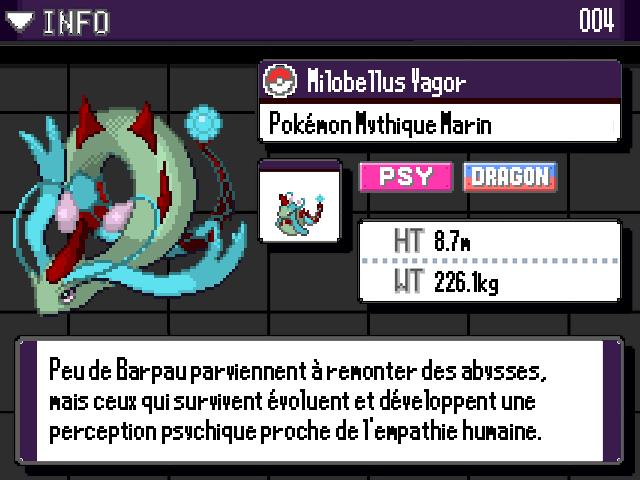 INFO
004
Milobellus Yagor
Pokémon Mythique Marin
PSY
DRAGON
HT 8.7m
WT 226.1kg
Peu de Barpau parviennent à remonter des abysses,
mais ceux qui survivent évoluent et développent une
perception psychique proche de l'empathie humaine.